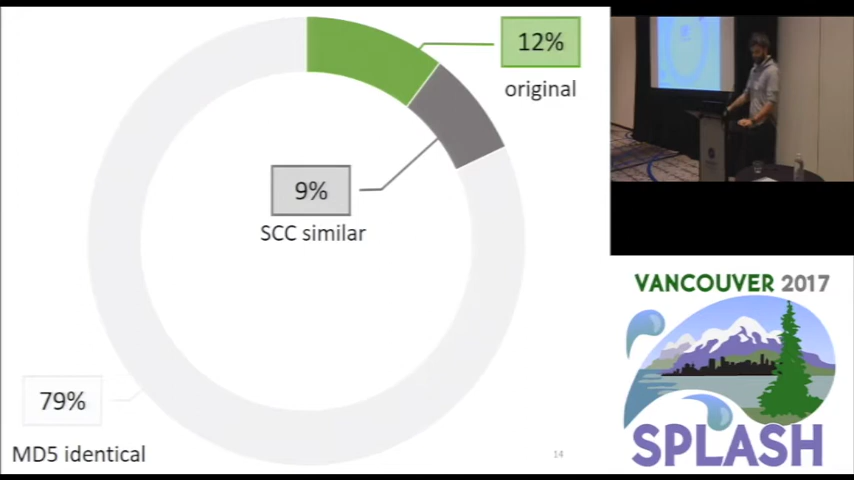 12%
original
9%
SCC similar
79%
MD5 identical
14
VANCOUVER 2017
SPLASH